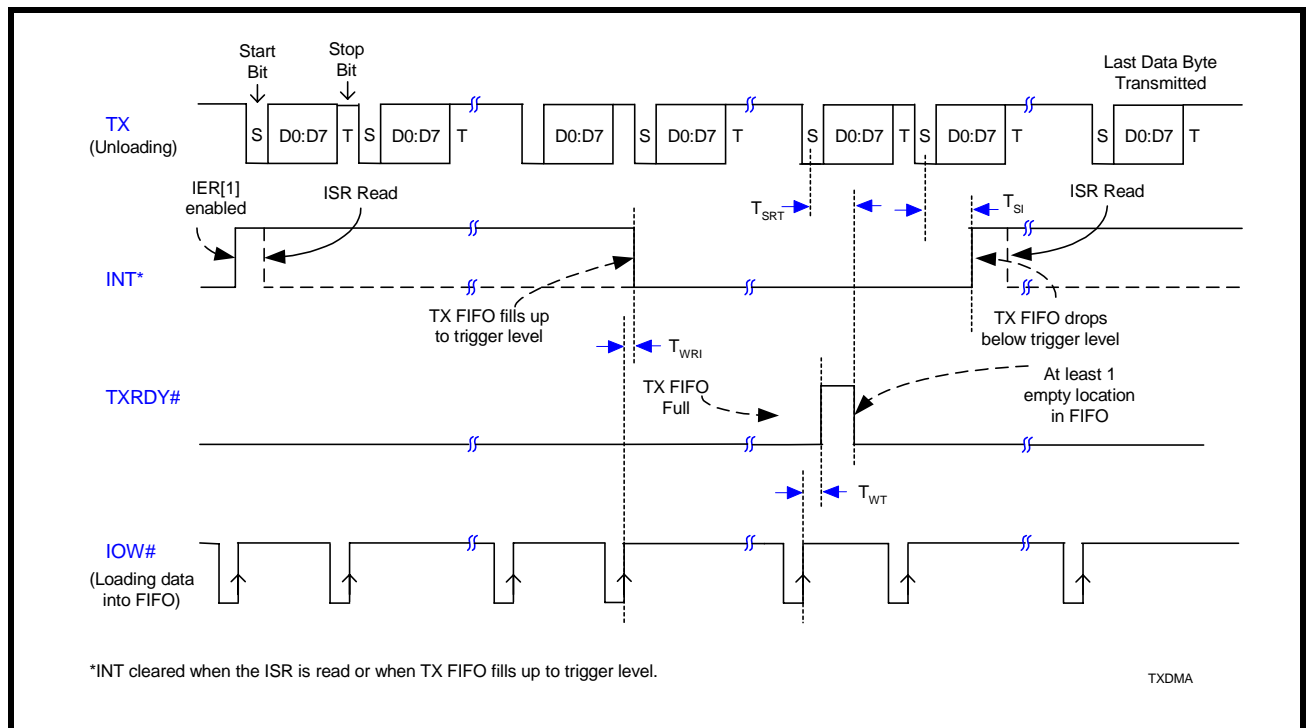 Start
Bit
Stop
Bit
Last Data Byte
Transmitted
TX
(Unloading)
S D0:D7 T S D0:D7 T D0:D7 S D0:D7 T S D0:D7 T S D0:D7 T S D0:D7 T
IER[1]
enabled
ISR Read
TSRT
TSI
ISR Read
INT*
TX FIFO fills up
to trigger level
TX FIFO drops
below trigger level
TWRI
TXRDY#
TX FIFO
Full
At least 1
empty location
in FIFO
TWT
IOW#
(Loading data
into FIFO)
*INT cleared when the ISR is read or when TX FIFO fills up to trigger level.
TXDMA